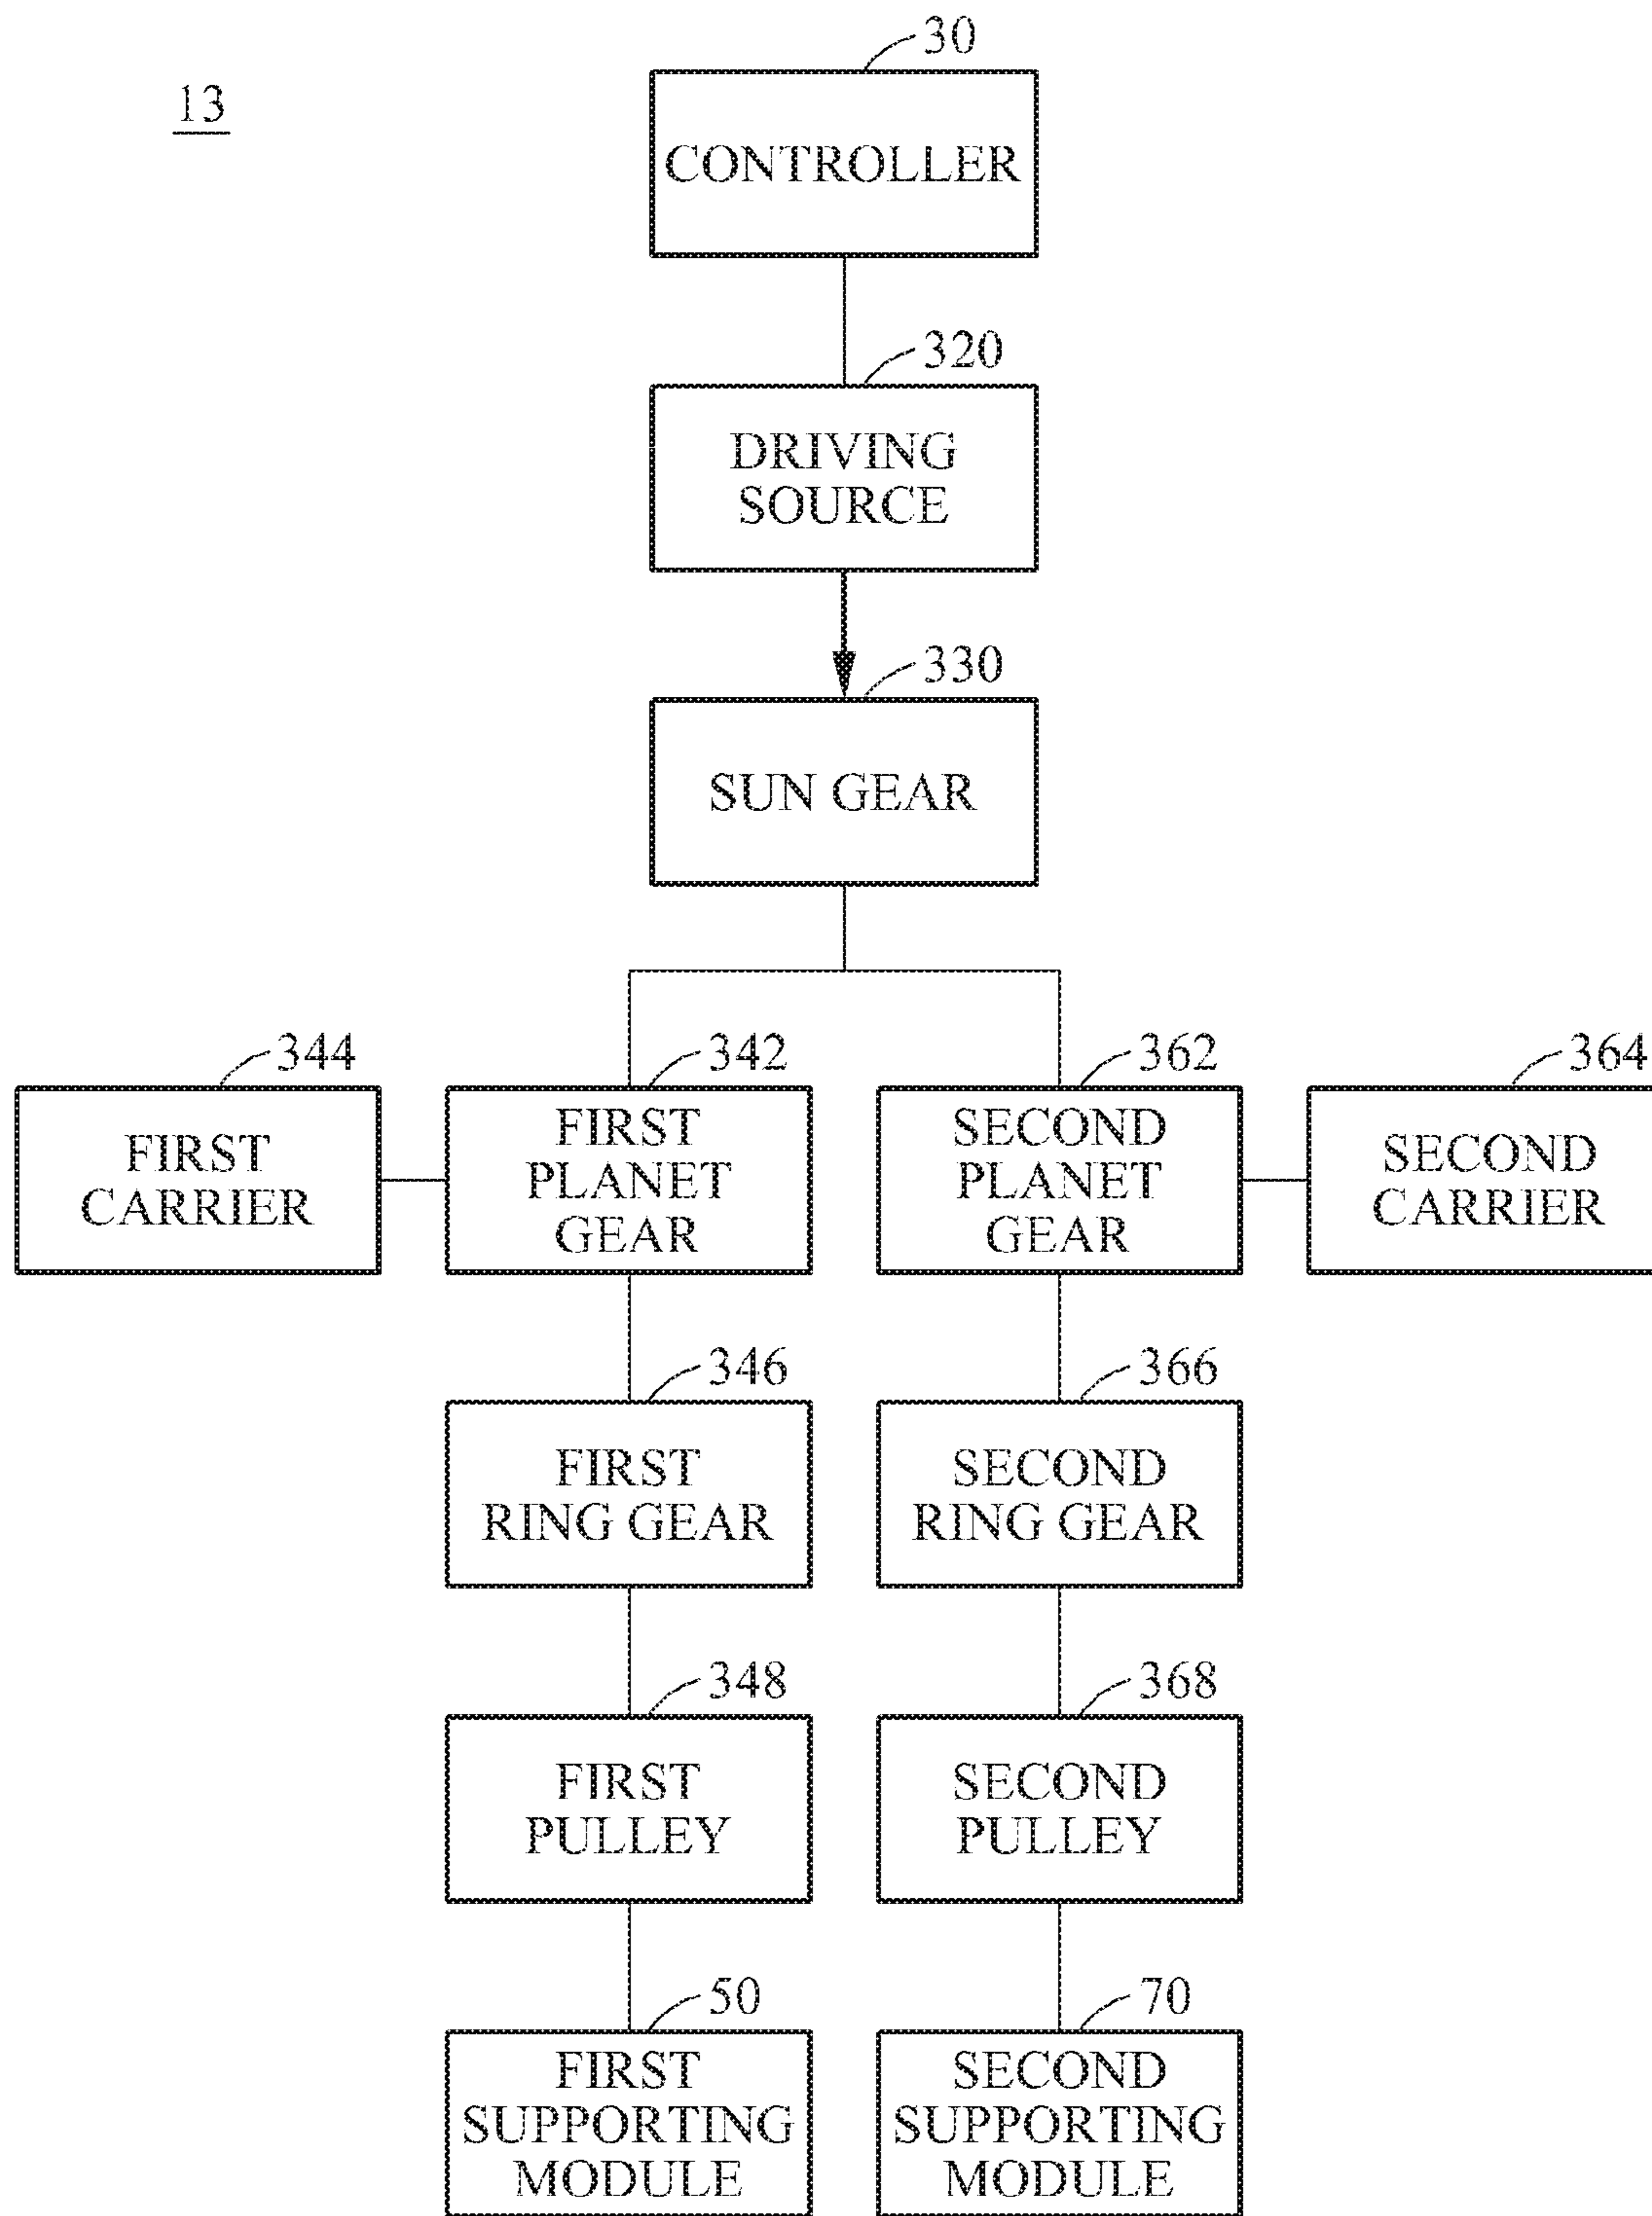 30
13
CONTROLLER
320
DRIVING
SOURCE
330
SUN GEAR
344
342
362
364
FIRST
CARRIER
FIRST
PLANET
GEAR
SECOND
PLANET
GEAR
SECOND
CARRIER
346
366
FIRST
RING GEAR
SECOND
RING GEAR
348
368
FIRST
PULLEY
SECOND
PULLEY
50
70
FIRST
SUPPORTING
MODULE
SECOND
SUPPORTING
MODULE